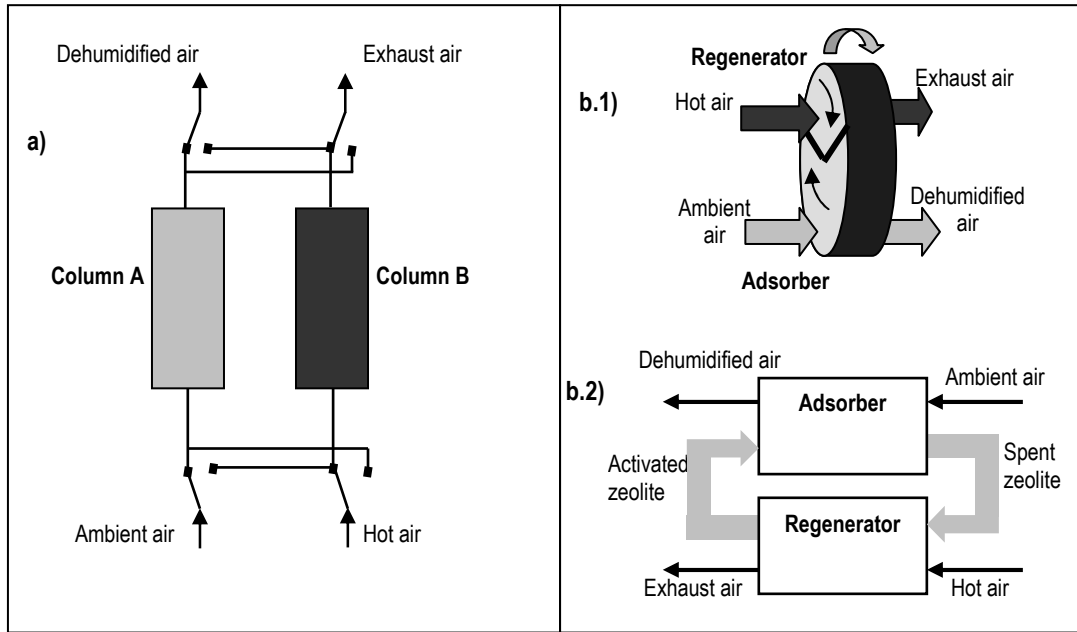 a)
Dehumidified air
Exhaust air
Column A
Column B
Ambient air
Hot air
b.1)
Regenerator
Hot air
Exhaust air
Ambient
air
Dehumidified
air
Adsorber
b.2)
Dehumidified air
Ambient air
Adsorber
Activated
zeolite
Spent
zeolite
Regenerator
Exhaust air
Hot air